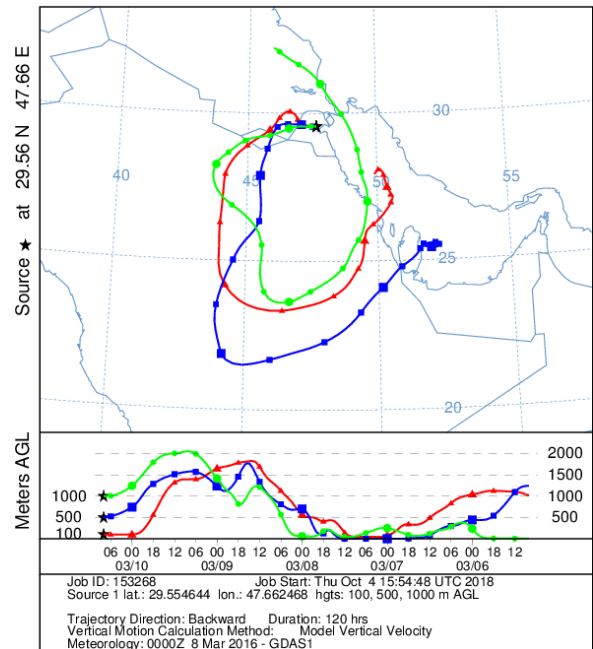 Source ★ at 29.56 N 47.66 E
30
40
45
50
55
25
20
Meters AGL
2000
1500
1000 1000
500 500
100
06 00 18 12 06 00 18 12 06 00 18 12 06 00 18 12 06 00 18 12
03/10 03/09 03/08 03/07 03/06
Job ID: 153268 Job Start: Thu Oct 4 15:54:48 UTC 2018
Source 1 lat.: 29.554644 lon.: 47.662468 hgts: 100, 500, 1000 m AGL
Trajectory Direction: Backward Duration: 120 hrs
Vertical Motion Calculation Method: Model Vertical Velocity
Meteorology: 0000Z 8 Mar 2016 - GDAS1